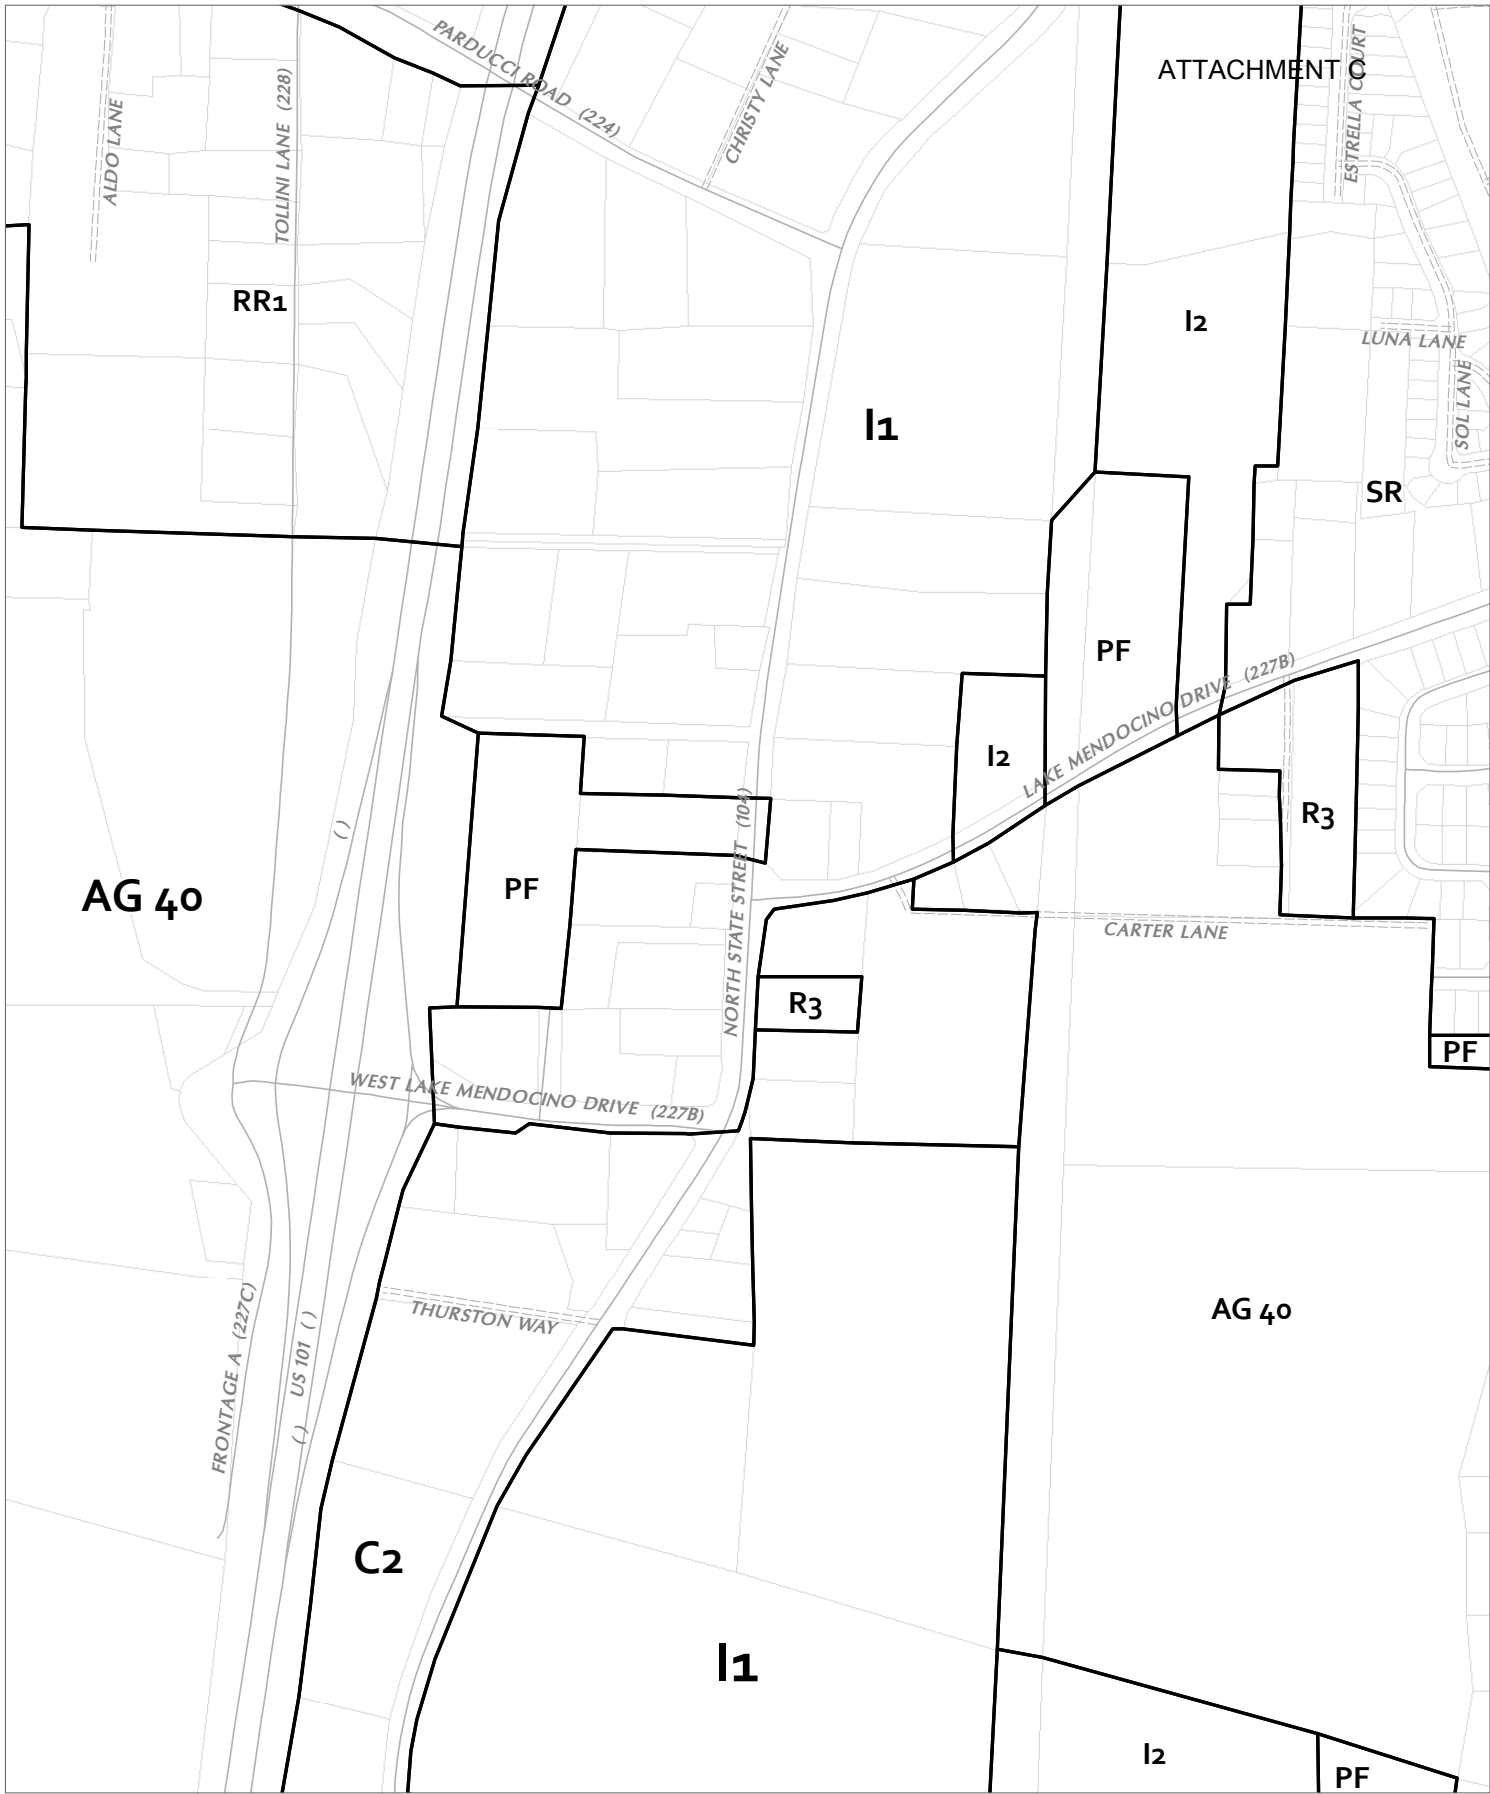 PARDUCCI ROAD (224)
ATTACHMENT C
ALDO LANE
TOLLINI LANE (228)
CHRISTY LANE
ESTRELLA COURT
RR1
I2
LUNA LANE
SOL LANE
I1
SR
PF
LAKE MENDOCINO DRIVE (227B)
I2
R3
( )
AG 40
PF
NORTH STATE STREET (104)
CARTER LANE
R3
PF
WEST LAKE MENDOCINO DRIVE (227B)
AG 40
THURSTON WAY
FRONTAGE A (227C)
US 101 ( )
( )
C2
I1
I2
PF